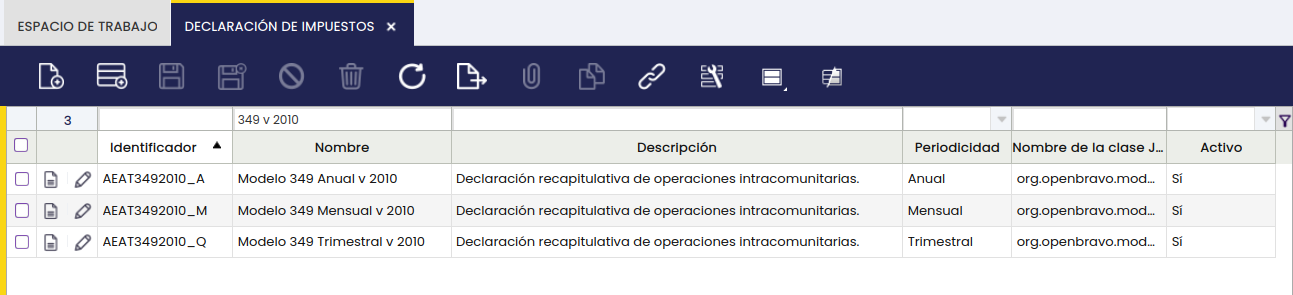 ESPACIO DE TRABAJO DECLARACIÓN DE IMPUESTOS ×
3 349 v 2010
Identificador Nombre Descripción Periodicidad Nombre de la clase J... Activo
AEAT3492010_A Modelo 349 Anual v 2010 Declaración recapitulativa de operaciones intracomunitarias. Anual org.openbravo.mod... Sí
AEAT3492010_M Modelo 349 Mensual v 2010 Declaración recapitulativa de operaciones intracomunitarias. Mensual org.openbravo.mod... Sí
AEAT3492010_Q Modelo 349 Trimestral v 2010 Declaración recapitulativa de operaciones intracomunitarias. Trimestral org.openbravo.mod... Sí